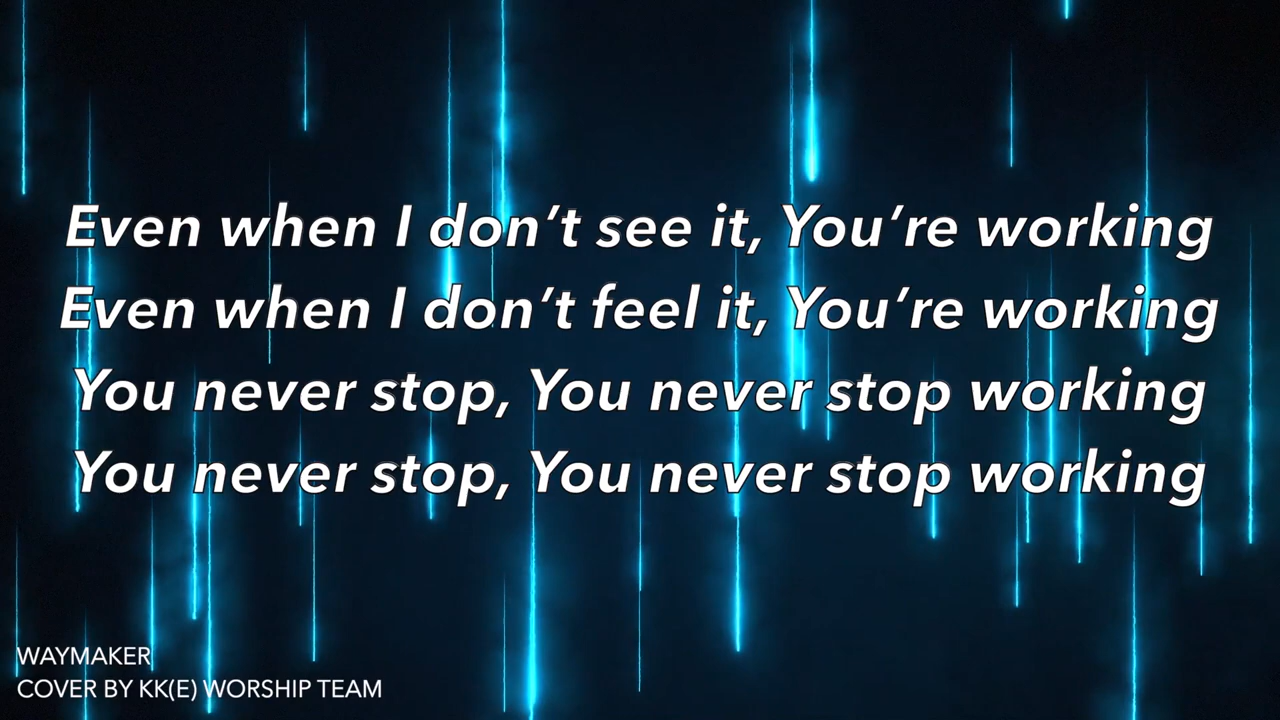 Even when I don’t see it, You’re working
Even when I don’t feel it, You’re working
You never stop, You never stop working
You never stop, You never stop working
WAYMAKER
COVER BY KK(E) WORSHIP TEAM